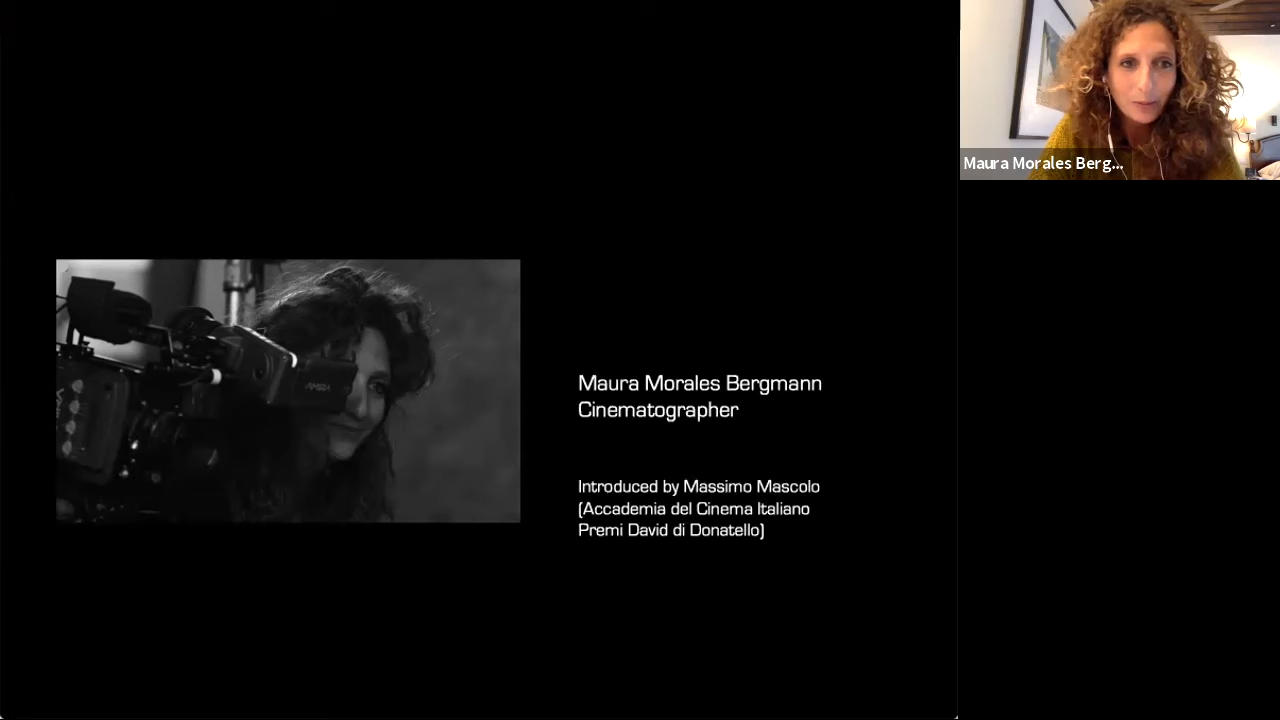 Maura Morales Berg...
AMIRA
Maura Morales Bergmann
Cinematographer
Introduced by Massimo Mascolo
(Accademia del Cinema Italiano
Premi David di Donatello)